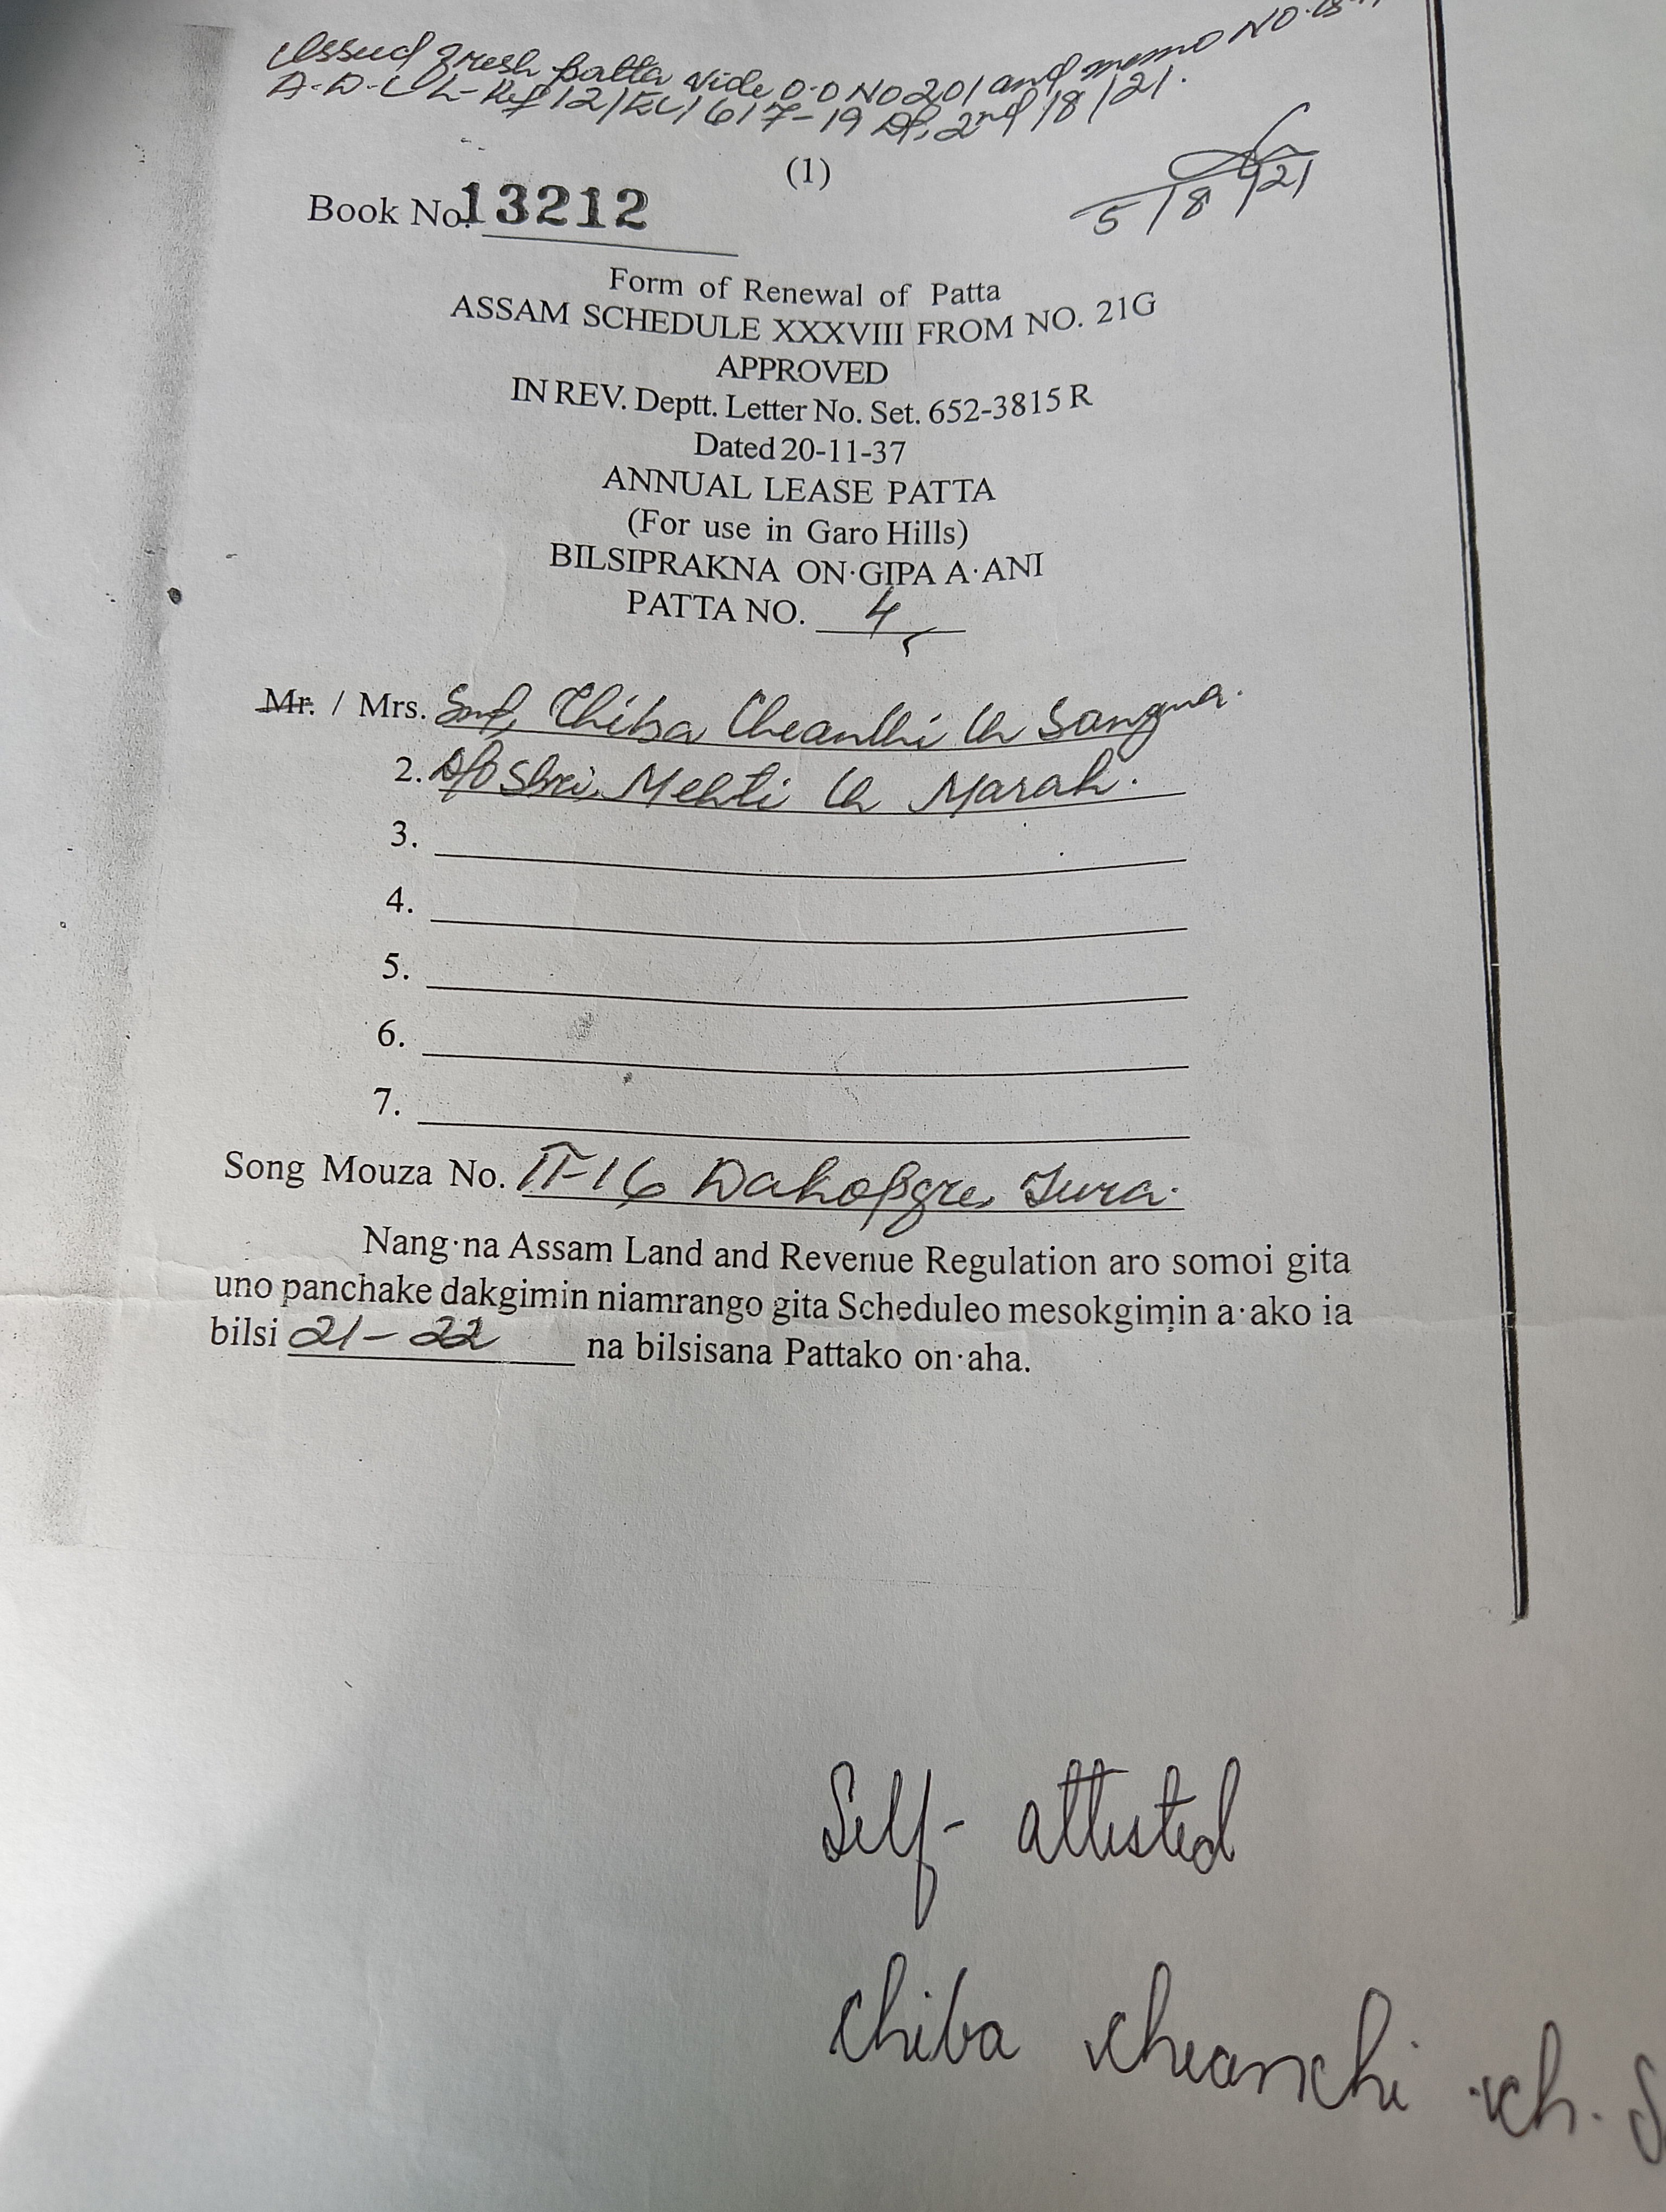 Issued fresh patta vide O.O NO 201 and memo NO.
Ref 12/ 617-19 2nd/8/21.
5/8/21
(1)
Book No. 13212
Form of Renewal of Patta
ASSAM SCHEDULE XXXVIII FROM NO. 21G
APPROVED
IN REV. Deptt. Letter No. Set. 652-3815 R
Dated 20-11-37
ANNUAL LEASE PATTA
(For use in Garo Hills)
BILSIPRAKNA ON·GIPA A·ANI
PATTA NO. 4
Mr. / Mrs. Smt, Chiba Cheanchi Ch Sangma.
2. D/O Shri. Ch Marak.
3.
4.
5.
6.
7.
Song Mouza No. II-16 Dakopgre, Tura.
Nang·na Assam Land and Revenue Regulation aro somoi gita
uno panchake dakgimin niamrango gita Scheduleo mesokgimin a·ako ia
bilsi 21-22 na bilsisana Pattako on·aha.
Self- attested
Chiba Cheanchi ch. S